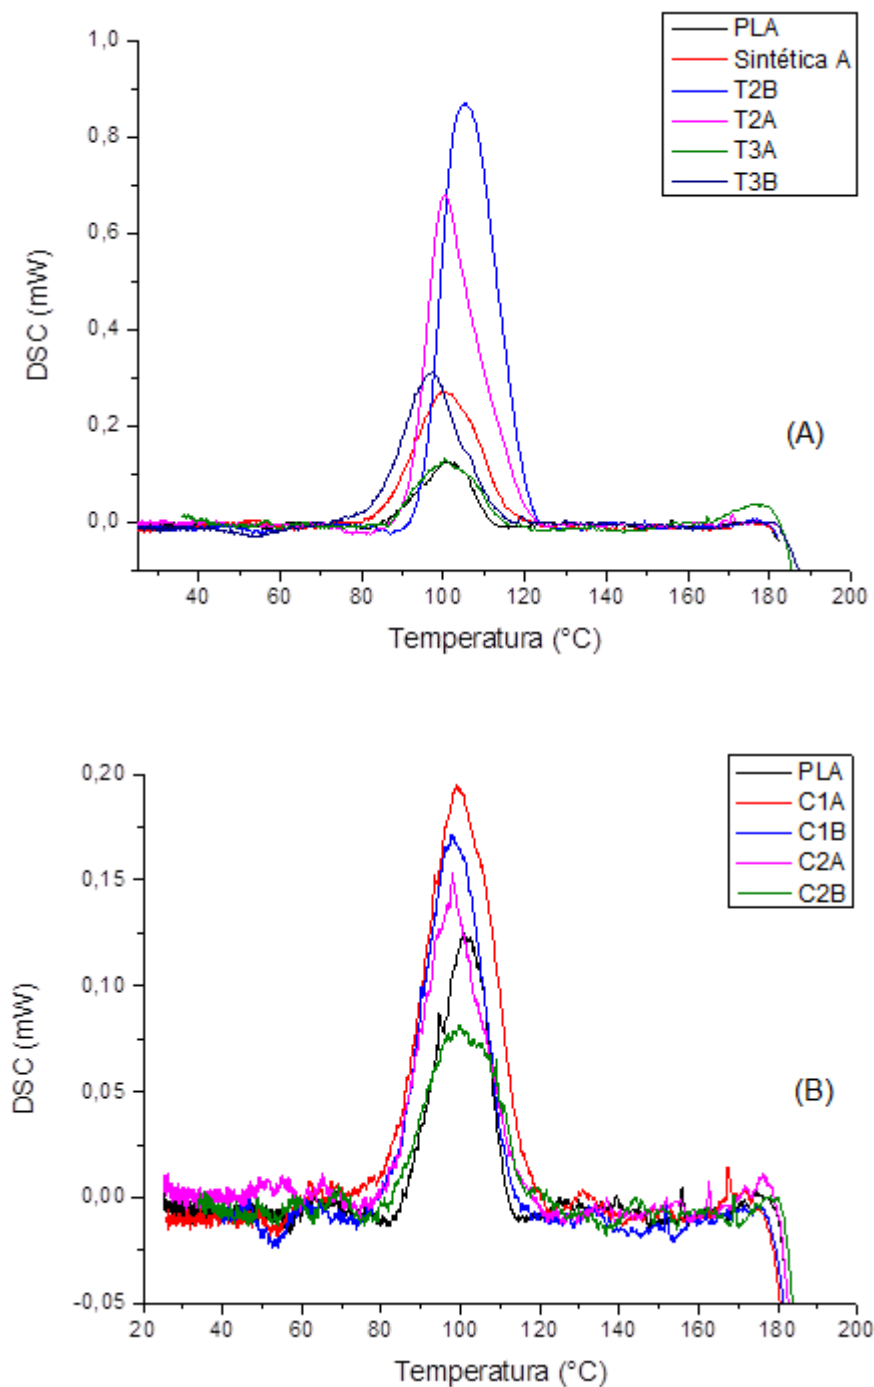 PLA
Sintética A
T2B
T2A
T3A
T3B
1,0
0,8
0,6
0,4
0,2
0,0
DSC (mW)
(A)
40 60 80 100 120 140 160 180 200
Temperatura (°C)
PLA
C1A
C1B
C2A
C2B
0,20
0,15
0,10
0,05
0,00
-0,05
DSC (mW)
(B)
20 40 60 80 100 120 140 160 180 200
Temperatura (°C)